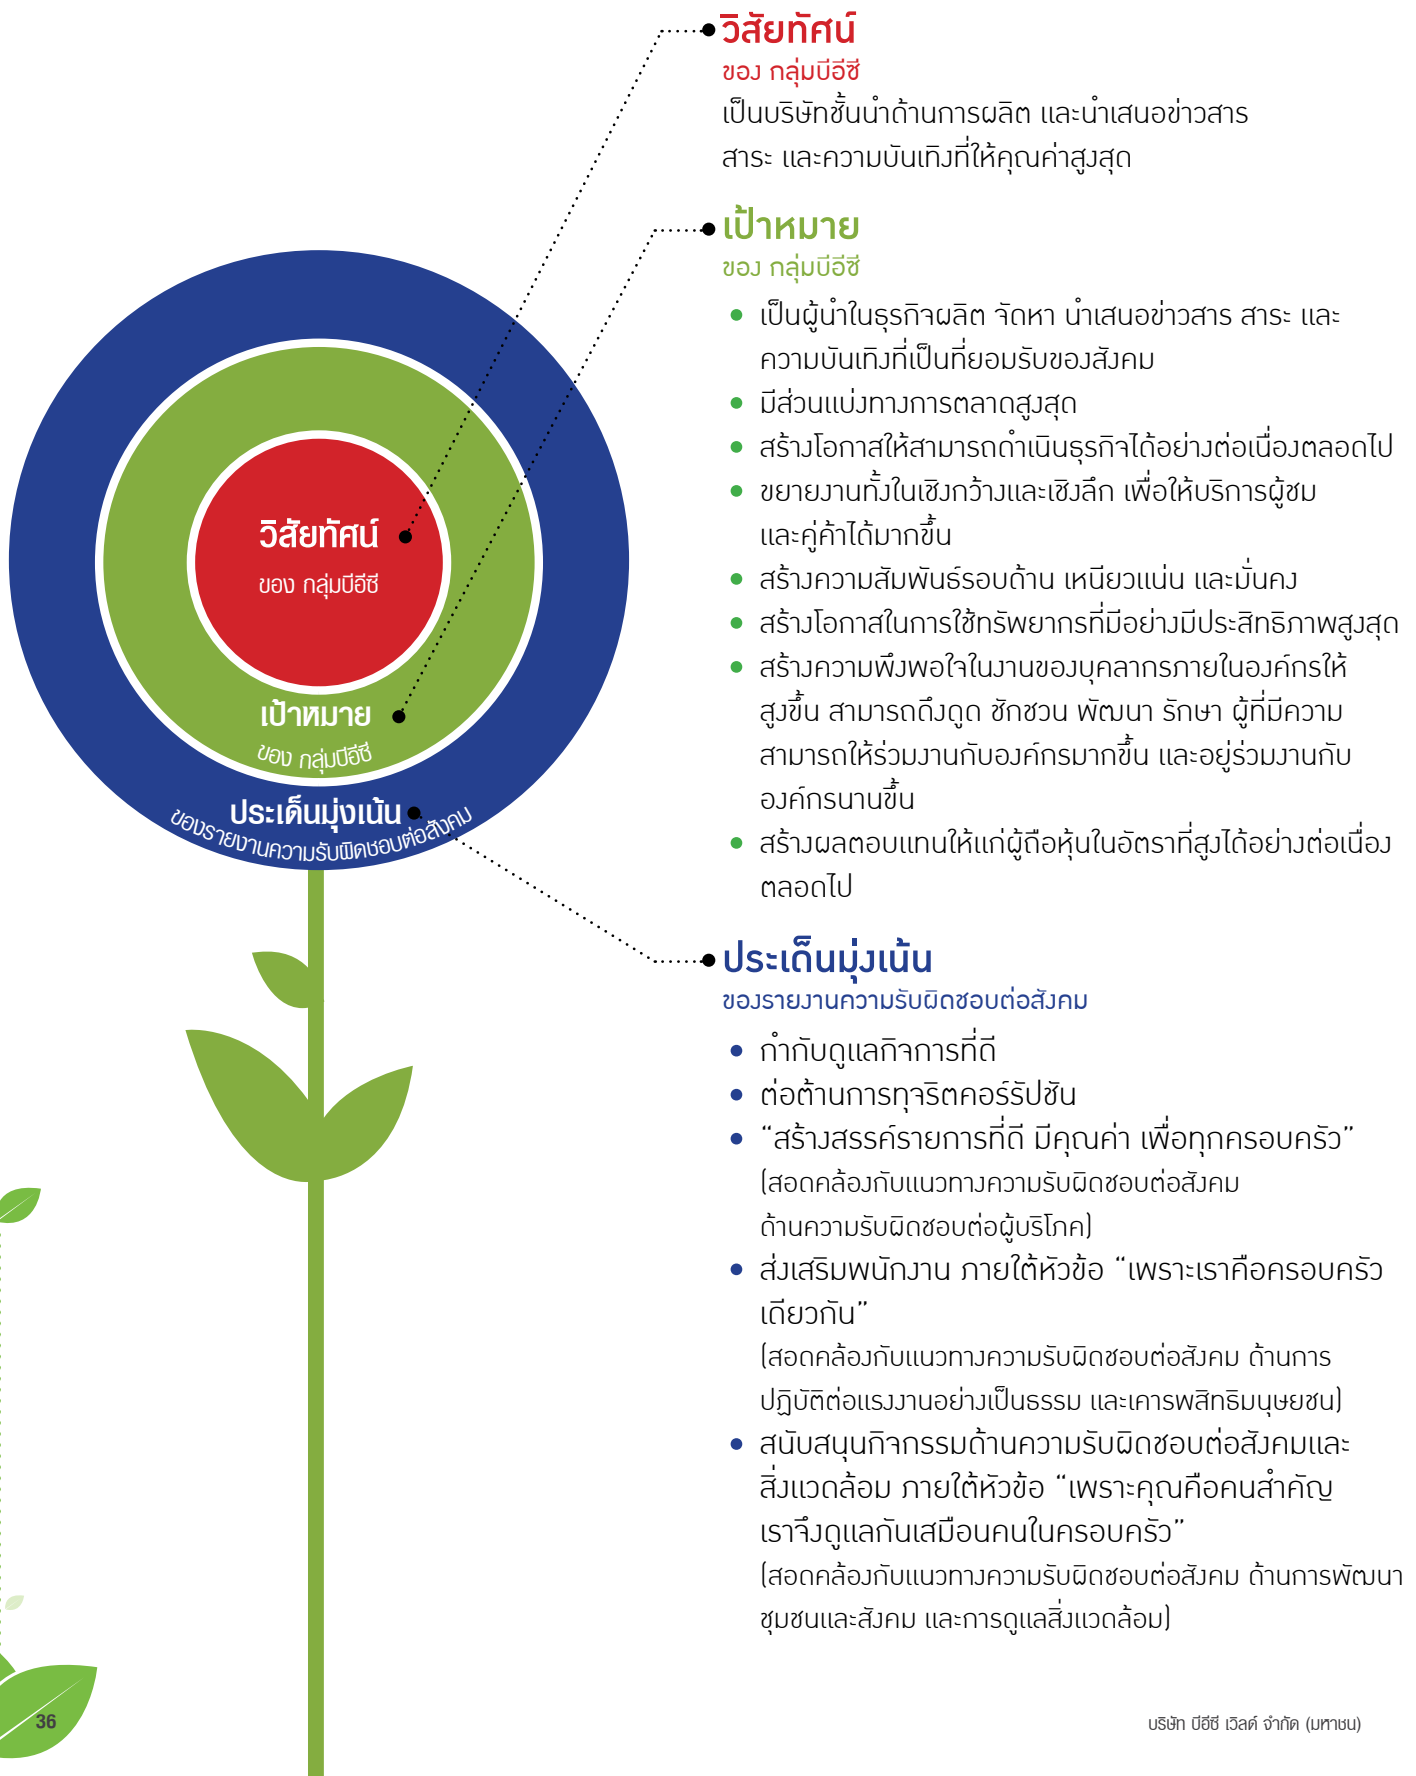 วิสัยทัศน์
ของ กลุ่มบีอีซี
เป็นบริษัทชั้นนำด้านการผลิต และนำเสนอข่าวสาร
สาระ และความบันเทิงที่ให้คุณค่าสูงสุด
เป้าหมาย
ของ กลุ่มบีอีซี
• เป็นผู้นำในธุรกิจผลิต จัดหา นำเสนอข่าวสาร สาระ และ
ความบันเทิงที่เป็นที่ยอมรับของสังคม
• มีส่วนแบ่งทางการตลาดสูงสุด
• สร้างโอกาสให้สามารถดำเนินธุรกิจได้อย่างต่อเนื่องตลอดไป
• ขยายงานทั้งในเชิงกว้างและเชิงลึก เพื่อให้บริการผู้ชม
และคู่ค้าได้มากขึ้น
• สร้างความสัมพันธ์รอบด้าน เหนียวแน่น และมั่นคง
• สร้างโอกาสในการใช้ทรัพยากรที่มีอย่างมีประสิทธิภาพสูงสุด
• สร้างความพึงพอใจในงานของบุคลากรภายในองค์กรให้
สูงขึ้น สามารถดึงดูด ชักชวน พัฒนา รักษา ผู้ที่มีความ
สามารถให้ร่วมงานกับองค์กรมากขึ้น และอยู่ร่วมงานกับ
องค์กรนานขึ้น
• สร้างผลตอบแทนให้แก่ผู้ถือหุ้นในอัตราที่สูงได้อย่างต่อเนื่อง
ตลอดไป
วิสัยทัศน์
ของ กลุ่มบีอีซี
เป้าหมาย
ของ กลุ่มบีอีซี
ประเด็นมุ่งเน้น
ของรายงานความรับผิดชอบต่อสังคม
ประเด็นมุ่งเน้น
ของรายงานความรับผิดชอบต่อสังคม
• กำกับดูแลกิจการที่ดี
• ต่อต้านการทุจริตคอร์รัปชัน
• “สร้างสรรค์รายการที่ดี มีคุณค่า เพื่อทุกครอบครัว”
(สอดคล้องกับแนวทางความรับผิดชอบต่อสังคม
ด้านความรับผิดชอบต่อผู้บริโภค)
• ส่งเสริมพนักงาน ภายใต้หัวข้อ “เพราะเราคือครอบครัว
เดียวกัน”
(สอดคล้องกับแนวทางความรับผิดชอบต่อสังคม ด้านการ
ปฏิบัติต่อแรงงานอย่างเป็นธรรม และเคารพสิทธิมนุษยชน)
• สนับสนุนกิจกรรมด้านความรับผิดชอบต่อสังคมและ
สิ่งแวดล้อม ภายใต้หัวข้อ “เพราะคุณคือคนสำคัญ
เราจึงดูแลกันเสมือนคนในครอบครัว”
(สอดคล้องกับแนวทางความรับผิดชอบต่อสังคม ด้านการพัฒนา
ชุมชนและสังคม และการดูแลสิ่งแวดล้อม)
36
บริษัท บีอีซี เวิลด์ จำกัด (มหาชน)